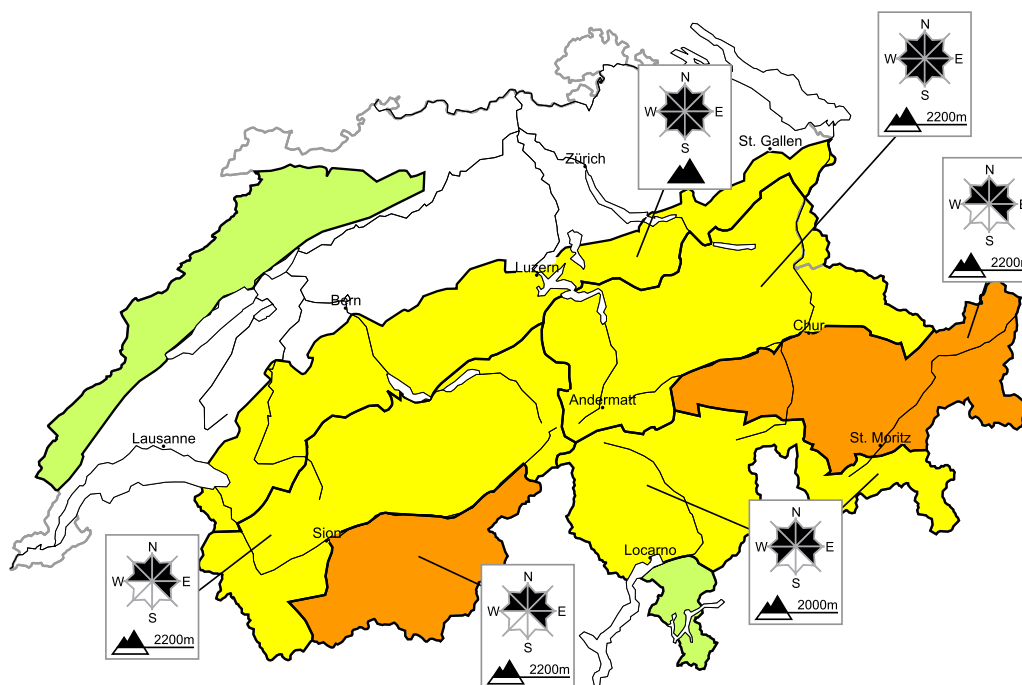 N
W E
S
2200m
N
W E
S
St. Gallen
Zürich
N
W E
S
2200m
Luzern
Bern
Chur
Andermatt
Lausanne
St. Moritz
Sion
Locarno
N
W E
S
2000m
N
W E
S
2200m
N
W E
S
2200m